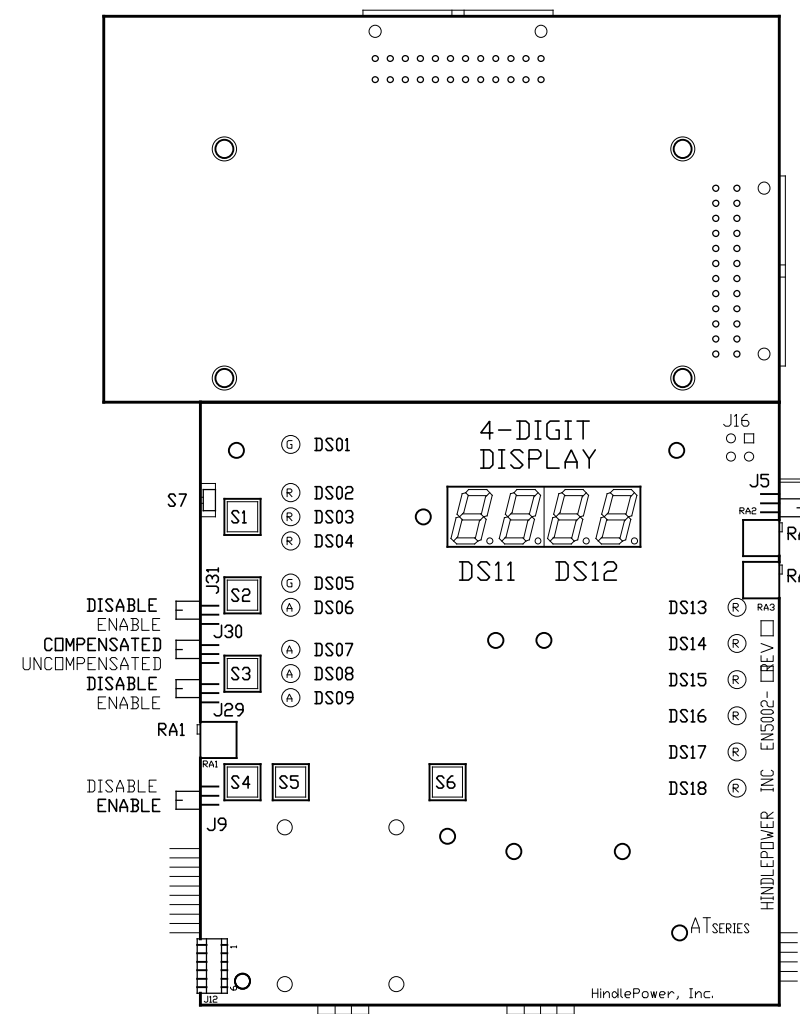 4-DIGIT
DISPLAY
J16
G DS01
J5
R DS02
S7
S1
R DS03
RA2
R DS04
DS11 DS12
J31
G DS05
S2
DISABLE
A DS06
DS13 R
RA3
ENABLE
J30
COMPENSATED
A DS07
DS14 R
UNCOMPENSATED
S3
A DS08
DS15 R
DISABLE
A DS09
ENABLE
J29
DS16 R
RA1
RA1
DS17 R
DISABLE
S4 S5 S6
DS18 R
ENABLE
J9
HINDLEPOWER INC EN5002- REV
AT SERIES
1
6
J12
HindlePower, Inc.